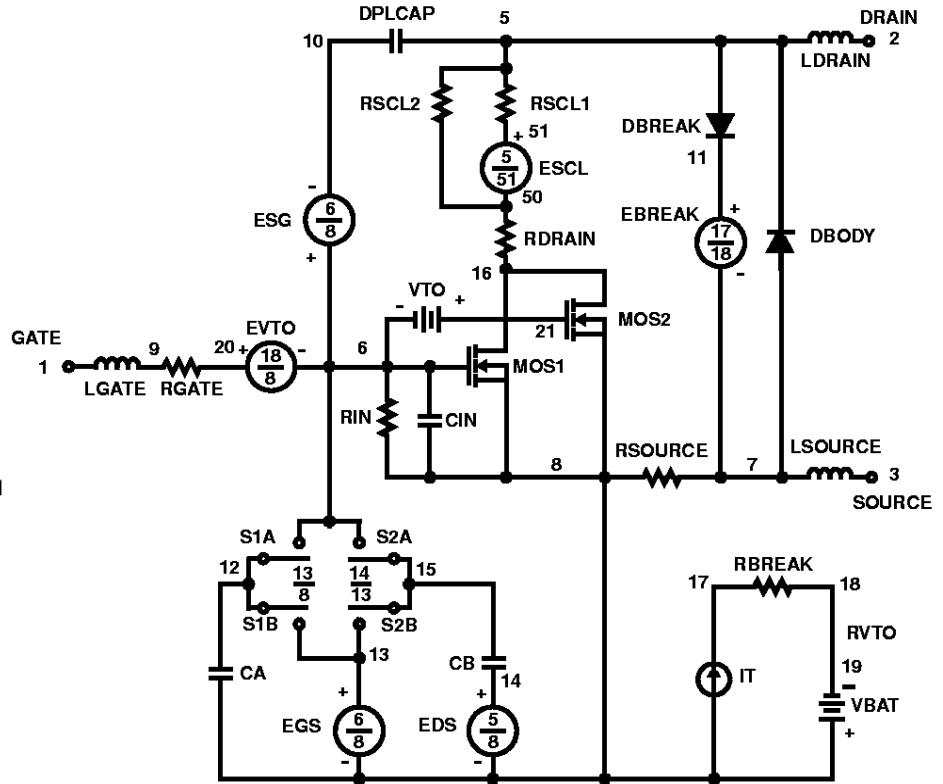 DPLCAP
5
DRAIN
10
2
LDRAIN
RSCL2
RSCL1
+ 51
DBREAK
5
51
ESCL
11
50
-
6
8
ESG
+
EBREAK
+
17
18
-
RDRAIN
DBODY
16
- VTO +
21
MOS2
GATE
1
9
20
EVTO
+ -
18
8
6
MOS1
LGATE
RGATE
RIN
CIN
8
RSOURCE
7
LSOURCE
3
SOURCE
S1A
S2A
12
13
8
14
13
15
S1B
S2B
13
RBREAK
17
18
RVTO
CA
CB
14
IT
19
-
VBAT
+
+
EGS
6
8
-
+
EDS
5
8
-